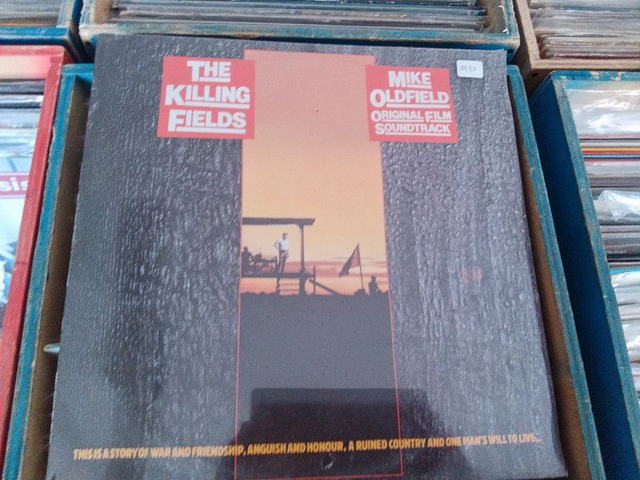 THE
KILLING
FIELDS
MIKE
OLDFIELD
ORIGINAL FILM
SOUNDTRACK
THIS IS A STORY OF WAR AND FRIENDSHIP, ANGUISH AND HONOUR, A RUINED COUNTRY AND ONE MAN'S WILL TO LIVE...